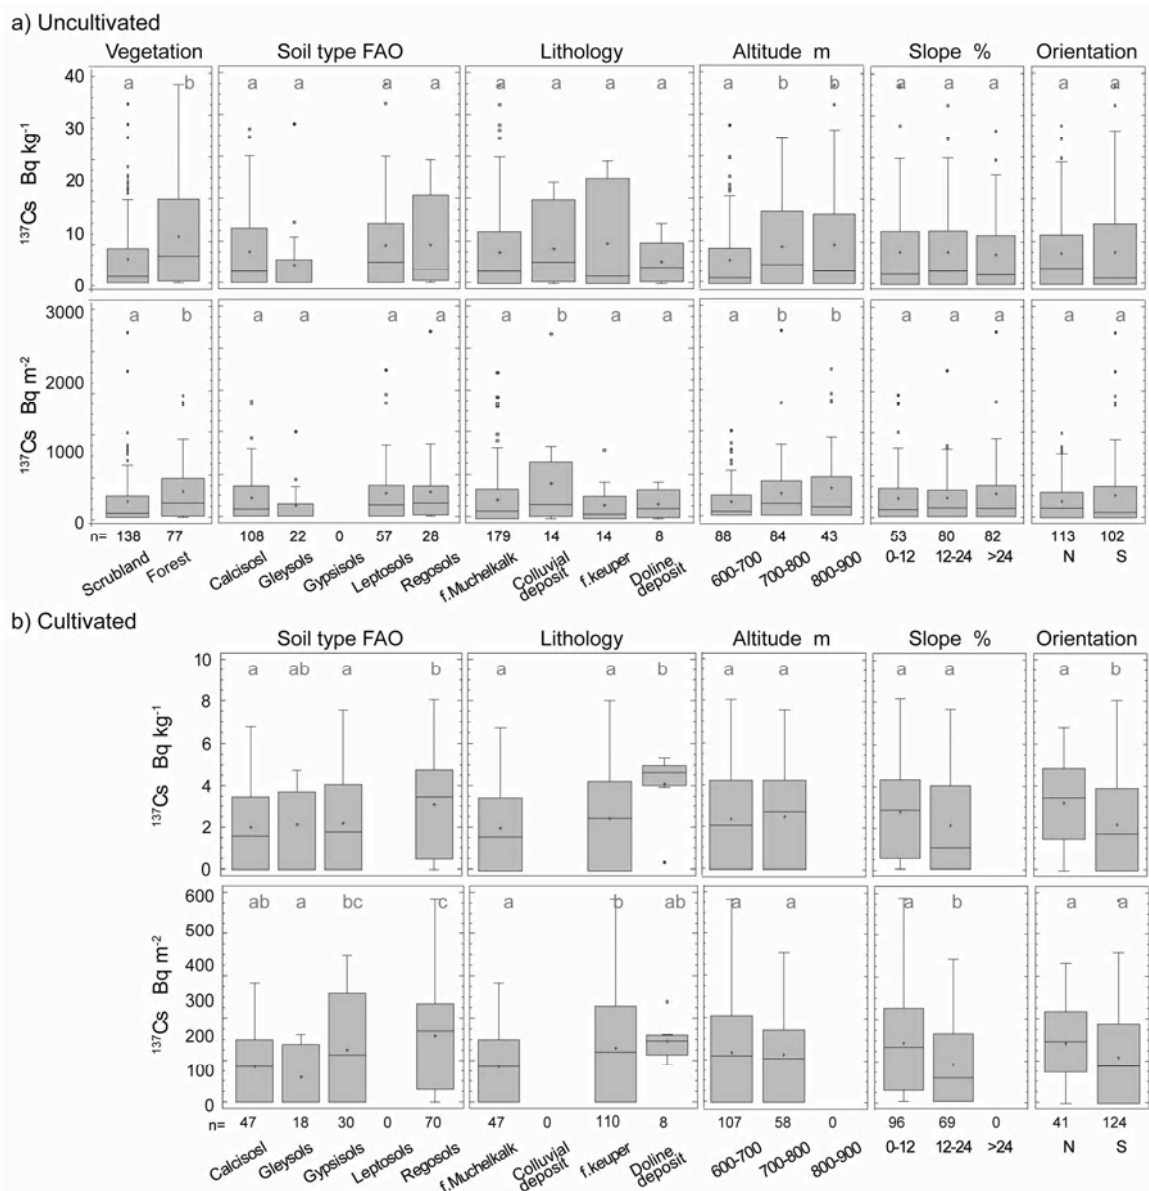 a) Uncultivated
Vegetation Soil type FAO Lithology Altitude m Slope % Orientation
137Cs Bq kg-1
40
30
20
10
0
a b a a a a a a a a a b b a a a a a
137Cs Bq m-2
3000
2000
1000
0
a b a a a a a b a a a b b a a a a a
n= 138 77 108 22 0 57 28 179 14 14 8 88 84 43 53 80 82 113 102
Scrubland Forest Calcisosl Gleysols Gypsisols Leptosols Regosols f.Muchelkalk Colluvial deposit f.keuper Doline deposit 600-700 700-800 800-900 0-12 12-24 >24 N S
b) Cultivated
Soil type FAO Lithology Altitude m Slope % Orientation
137Cs Bq kg-1
10
8
6
4
2
0
a ab a b a a b a a a a a b
137Cs Bq m-2
600
500
400
300
200
100
0
ab a bc c a b ab a a a b a a
n= 47 18 30 0 70 47 0 110 8 107 58 0 96 69 0 41 124
Calcisosl Gleysols Gypsisols Leptosols Regosols f.Muchelkalk Colluvial deposit f.keuper Doline deposit 600-700 700-800 800-900 0-12 12-24 >24 N S